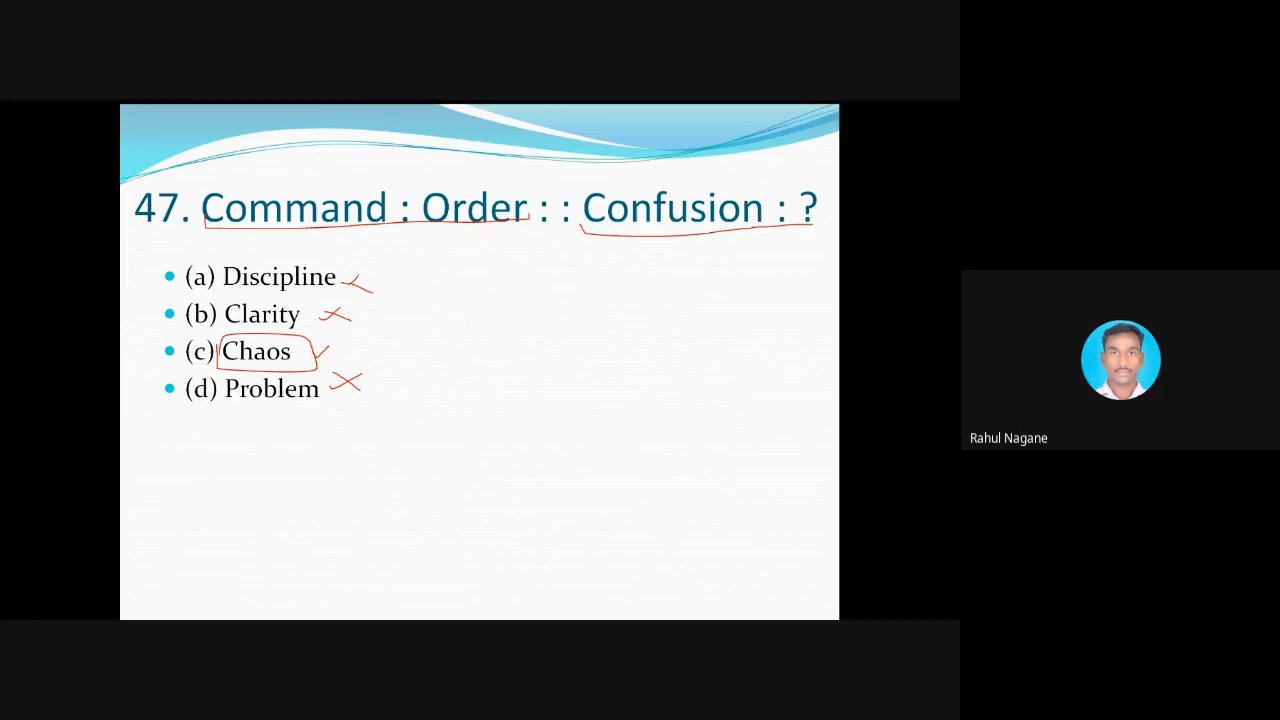 47. Command : Order : : Confusion : ?
(a) Discipline
(b) Clarity
(c) Chaos
(d) Problem
Rahul Nagane